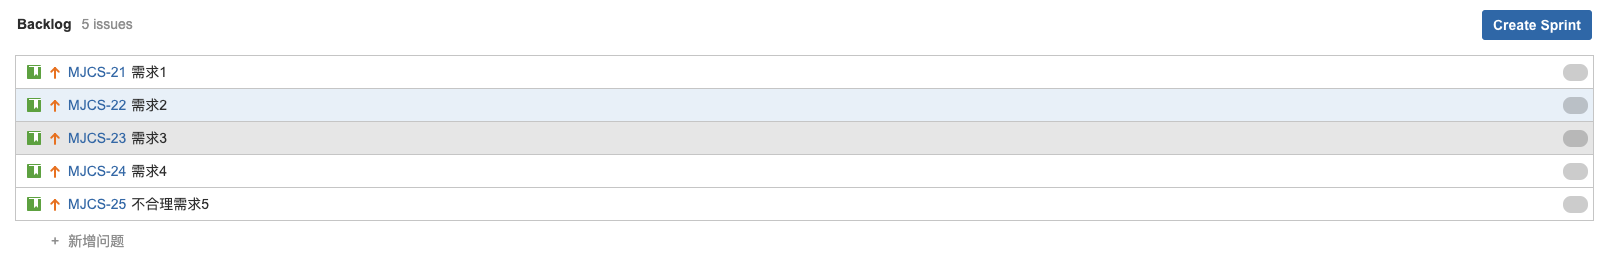 Backlog 5 issues
Create Sprint
MJCS-21 需求1
MJCS-22 需求2
MJCS-23 需求3
MJCS-24 需求4
MJCS-25 不合理需求5
+ 新增问题